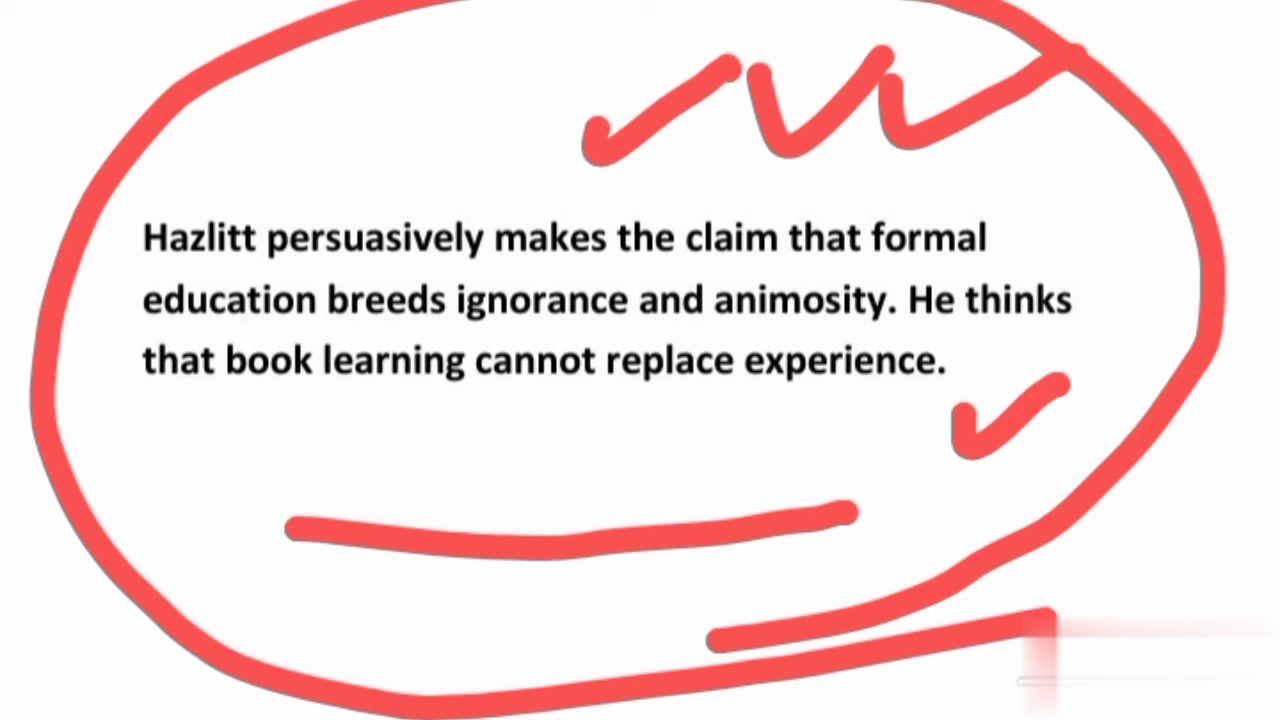 Hazlitt persuasively makes the claim that formal
education breeds ignorance and animosity. He thinks
that book learning cannot replace experience.